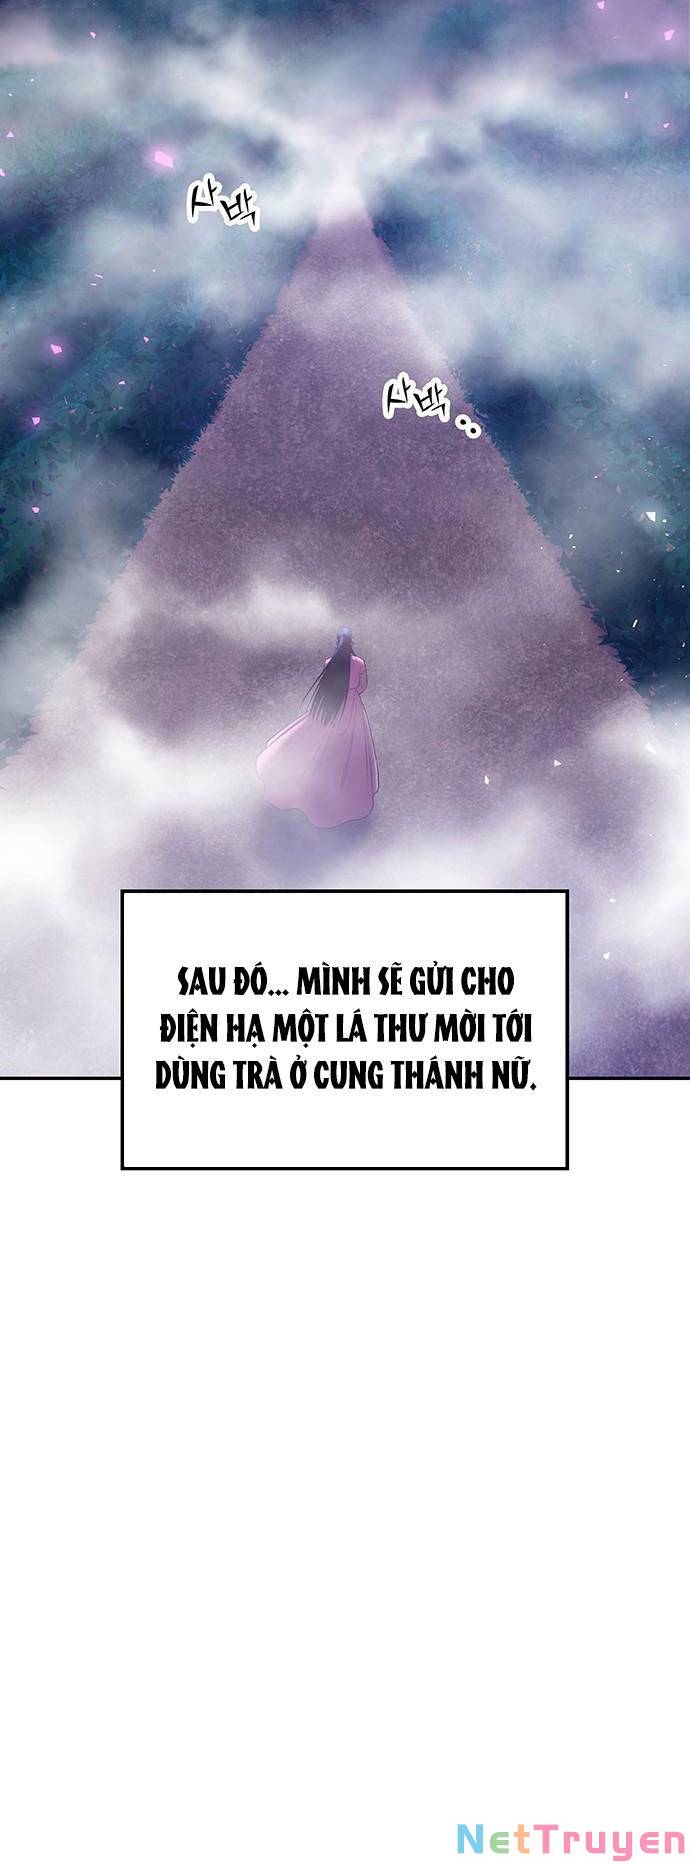 사박
사박..
SAU ĐÓ... MÌNH SẼ GỬI CHO
ĐIỆN HẠ MỘT LÁ THƯ MỜI TỚI
DÙNG TRÀ Ở CUNG THÁNH NỮ.
NetTruyen